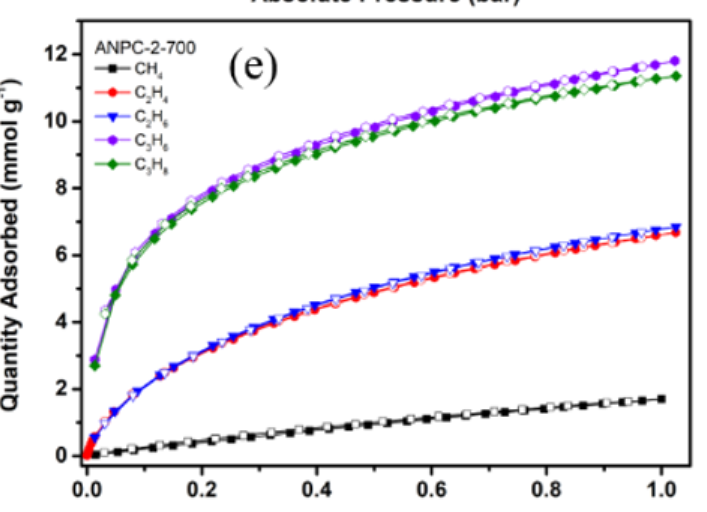 Absolute Pressure (bar)
(e)
ANPC-2-700
CH₄
C₂H₄
C₂H₆
C₃H₆
C₃H₈
Quantity Adsorbed (mmol g⁻¹)
12
10
8
6
4
2
0
0.0 0.2 0.4 0.6 0.8 1.0